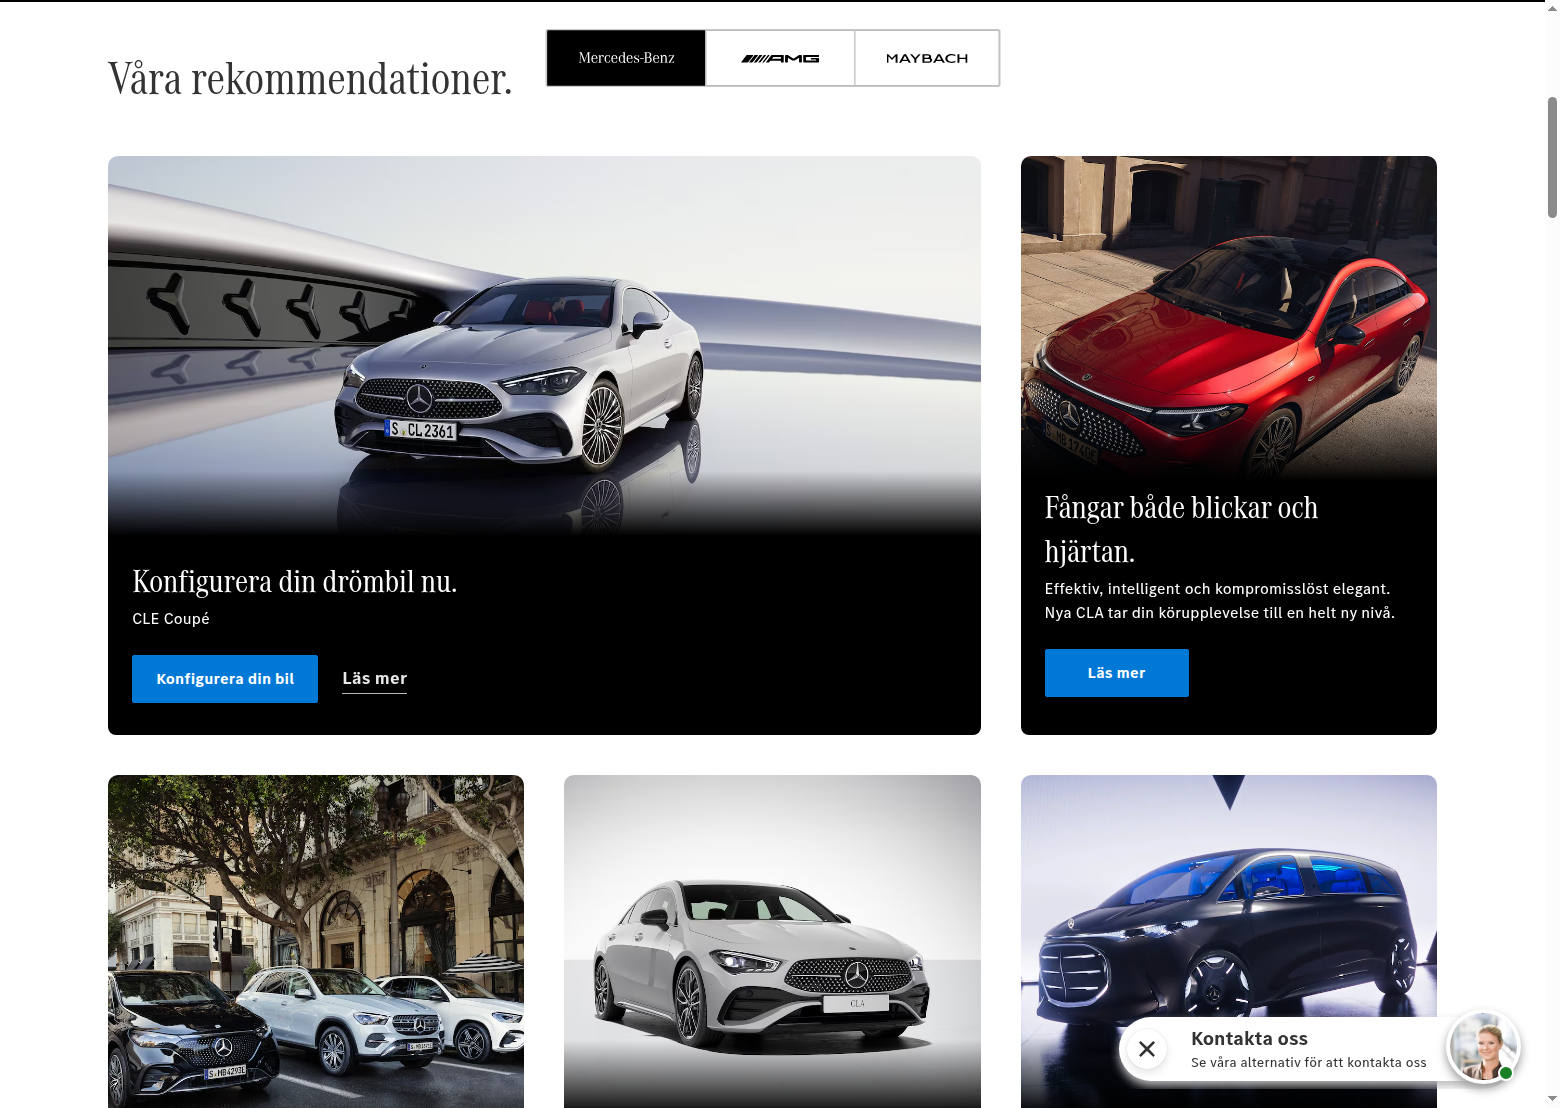 Våra rekommendationer.
Mercedes-Benz
AMG
MAYBACH
S CL 2361
Konfigurera din drömbil nu.
CLE Coupé
Konfigurera din bil
Läs mer
Fångar både blickar och
hjärtan.
Effektiv, intelligent och kompromisslöst elegant.
Nya CLA tar din körupplevelse till en helt ny nivå.
Läs mer
CLA
Kontakta oss
Se våra alternativ för att kontakta oss